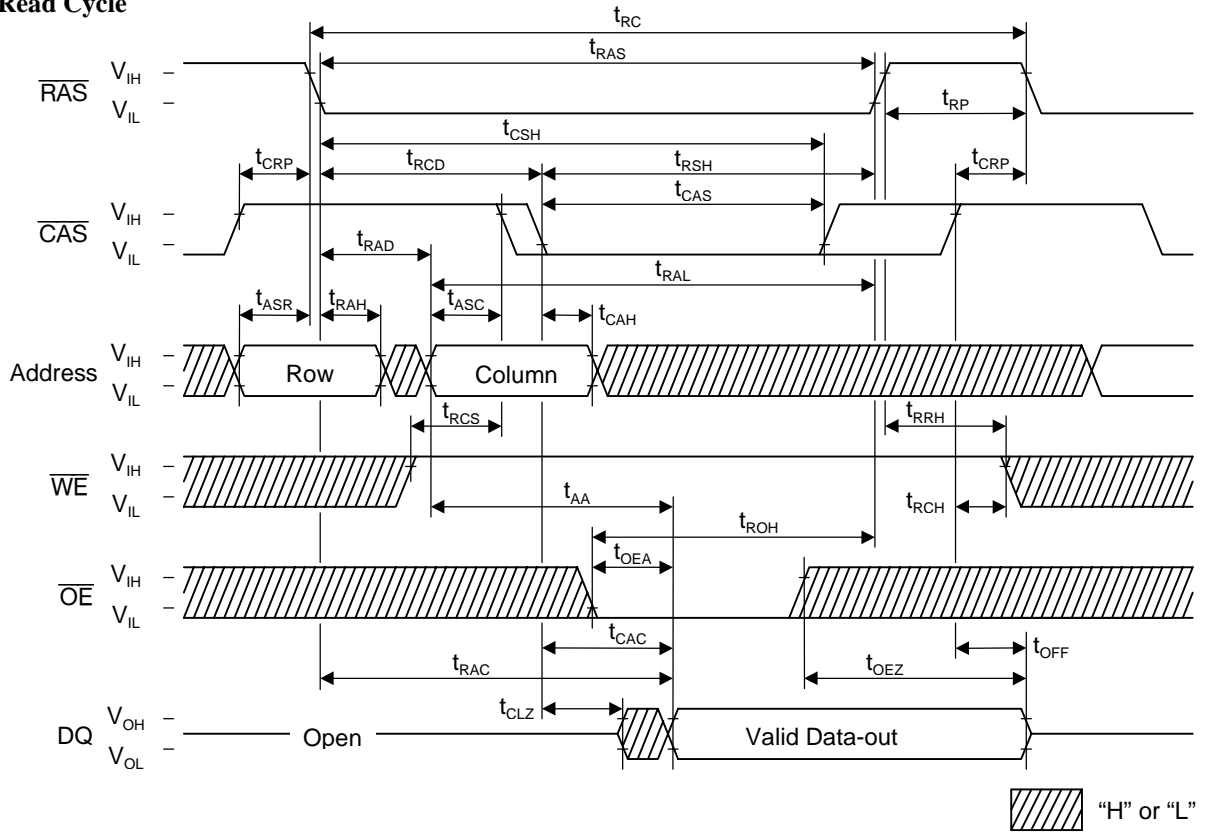 Read Cycle
tRC
RAS
VIH
VIL
tRAS
tRP
tCSH
tCRP
tRCD
tRSH
tCRP
CAS
VIH
VIL
tCAS
tRAD
tRAL
tASR
tRAH
tASC
tCAH
Address
VIH
VIL
Row
Column
tRCS
tRRH
WE
VIH
VIL
tAA
tRCH
tROH
OE
VIH
VIL
tOEA
tCAC
tOFF
tRAC
tOEZ
tCLZ
DQ
VOH
VOL
Open
Valid Data-out
“H” or “L”